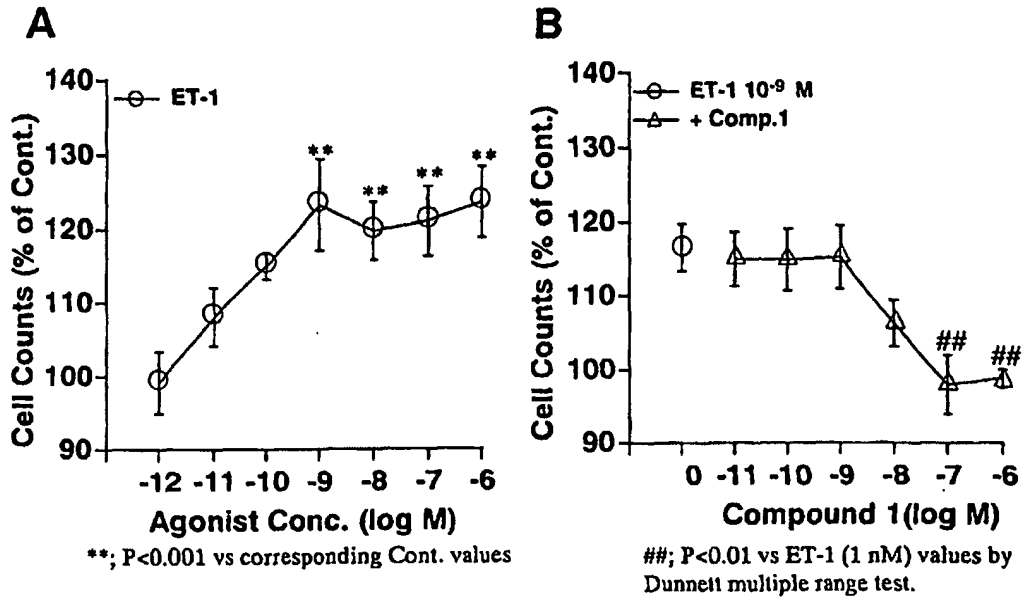 A
140
130
120
110
100
90
Cell Counts (% of Cont.)
ET-1
**
**
**
**
-12 -11 -10 -9 -8 -7 -6
Agonist Conc. (log M)
**; P<0.001 vs corresponding Cont. values
B
140
130
120
110
100
90
Cell Counts (% of Cont.)
ET-1 10-9 M
+ Comp.1
##
##
0 -11 -10 -9 -8 -7 -6
Compound 1(log M)
##; P<0.01 vs ET-1 (1 nM) values by
Dunnett multiple range test.